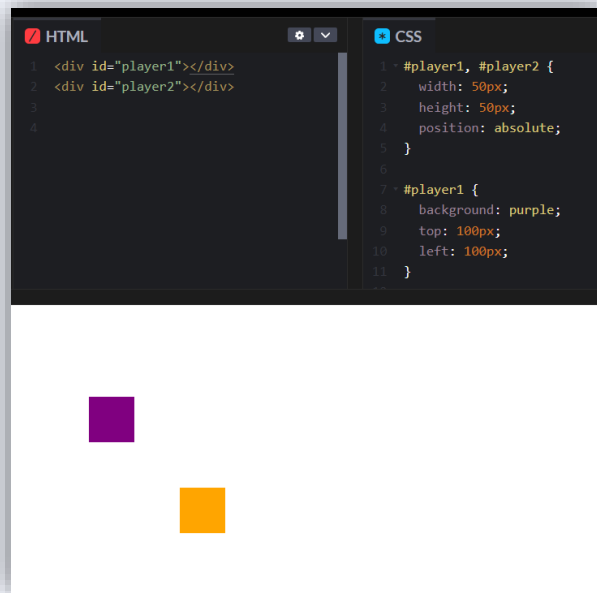 HTML
1 <div id="player1"></div>
2 <div id="player2"></div>
3
4
* CSS
1 #player1, #player2 {
2 width: 50px;
3 height: 50px;
4 position: absolute;
5 }
6
7 #player1 {
8 background: purple;
9 top: 100px;
10 left: 100px;
11 }